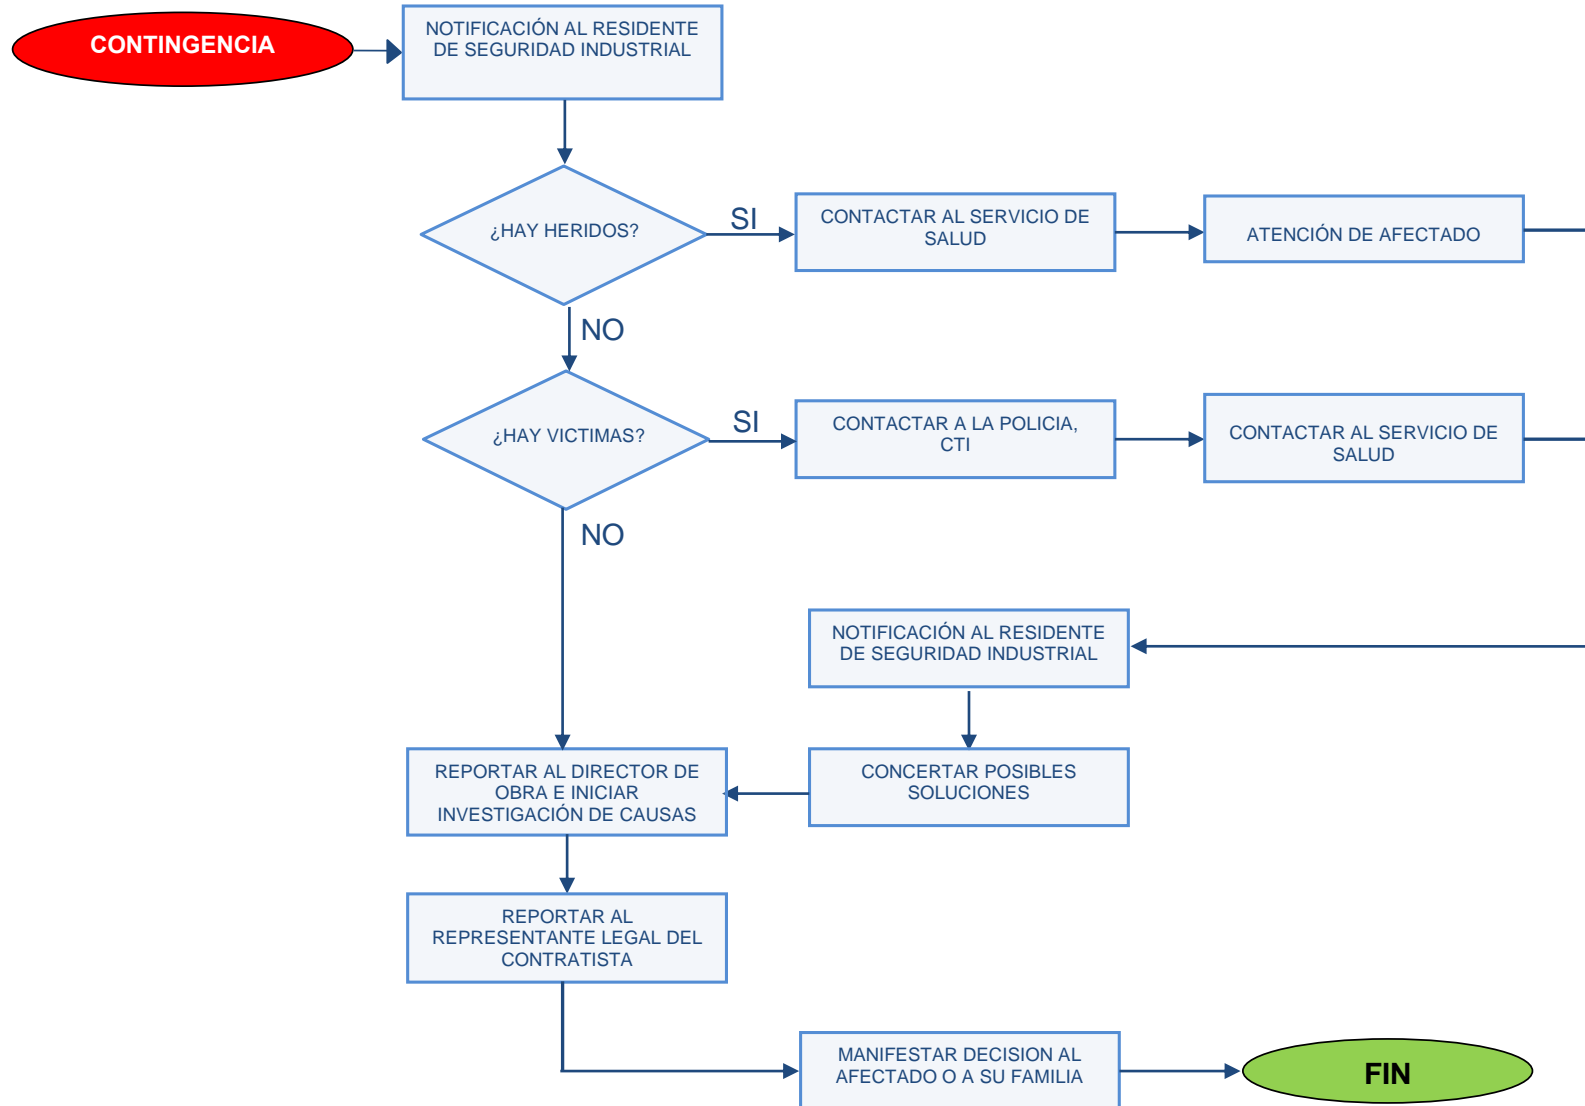 CONTINGENCIA
NOTIFICACIÓN AL RESIDENTE
DE SEGURIDAD INDUSTRIAL
¿HAY HERIDOS?
SI
CONTACTAR AL SERVICIO DE
SALUD
ATENCIÓN DE AFECTADO
NO
¿HAY VICTIMAS?
SI
CONTACTAR A LA POLICIA,
CTI
CONTACTAR AL SERVICIO DE
SALUD
NO
NOTIFICACIÓN AL RESIDENTE
DE SEGURIDAD INDUSTRIAL
REPORTAR AL DIRECTOR DE
OBRA E INICIAR
INVESTIGACIÓN DE CAUSAS
CONCERTAR POSIBLES
SOLUCIONES
REPORTAR AL
REPRESENTANTE LEGAL DEL
CONTRATISTA
MANIFESTAR DECISION AL
AFECTADO O A SU FAMILIA
FIN